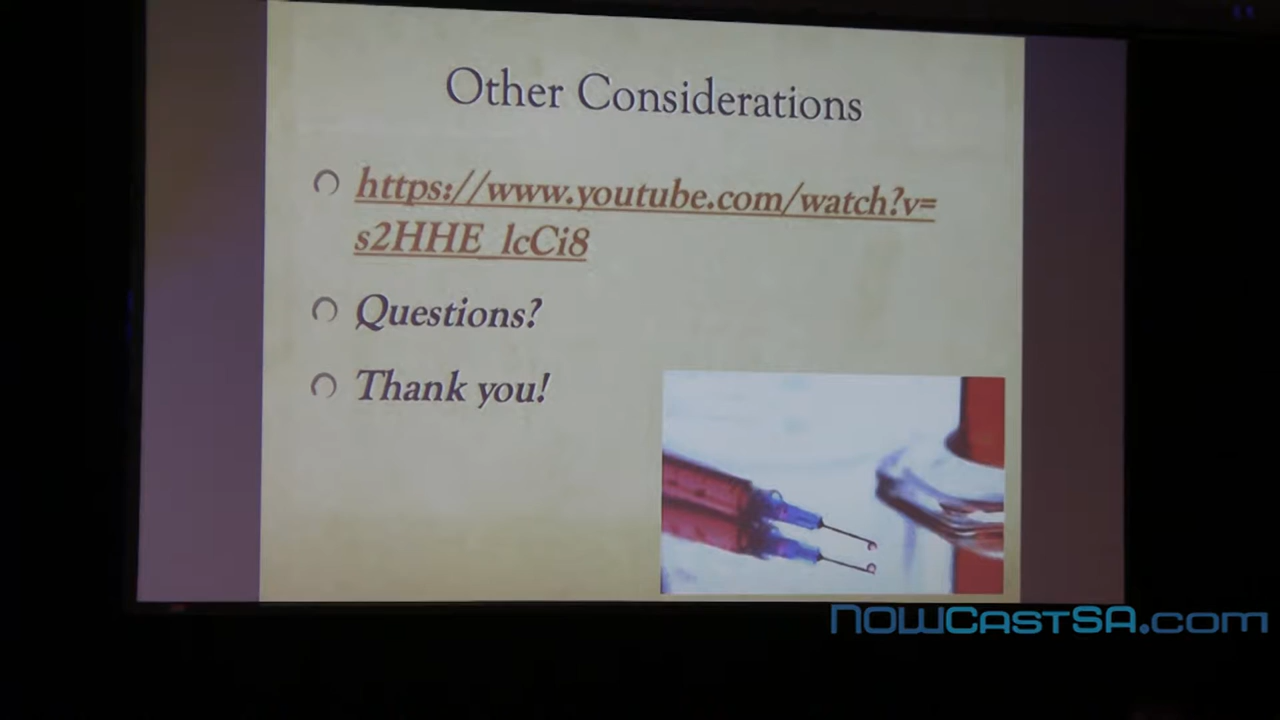 Other Considerations
https://www.youtube.com/watch?v=
s2HHE_lcCi8
Questions?
Thank you!
NOWCASTSA.com